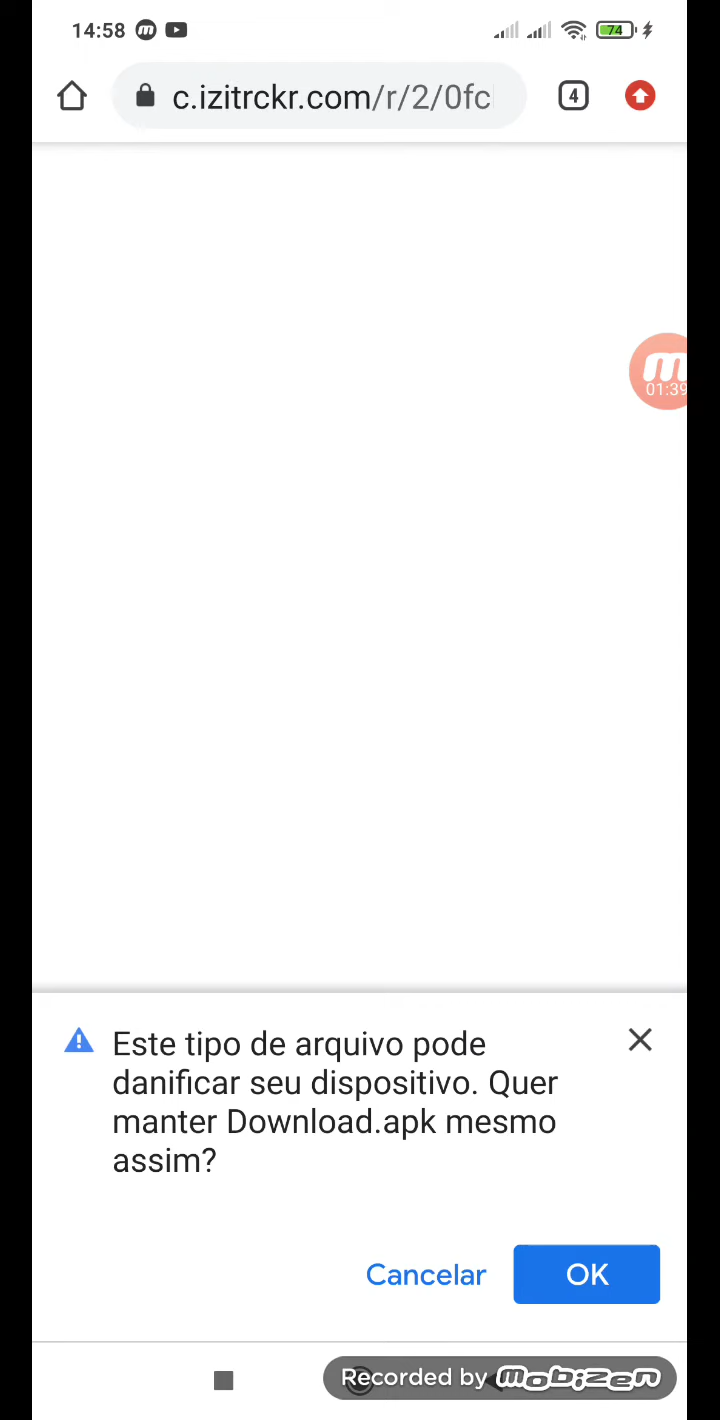 14:58
74
c.izitrckr.com/r/2/0fc
4
01:39
Este tipo de arquivo pode
danificar seu dispositivo. Quer
manter Download.apk mesmo
assim?
Cancelar
OK
Recorded by mobizen